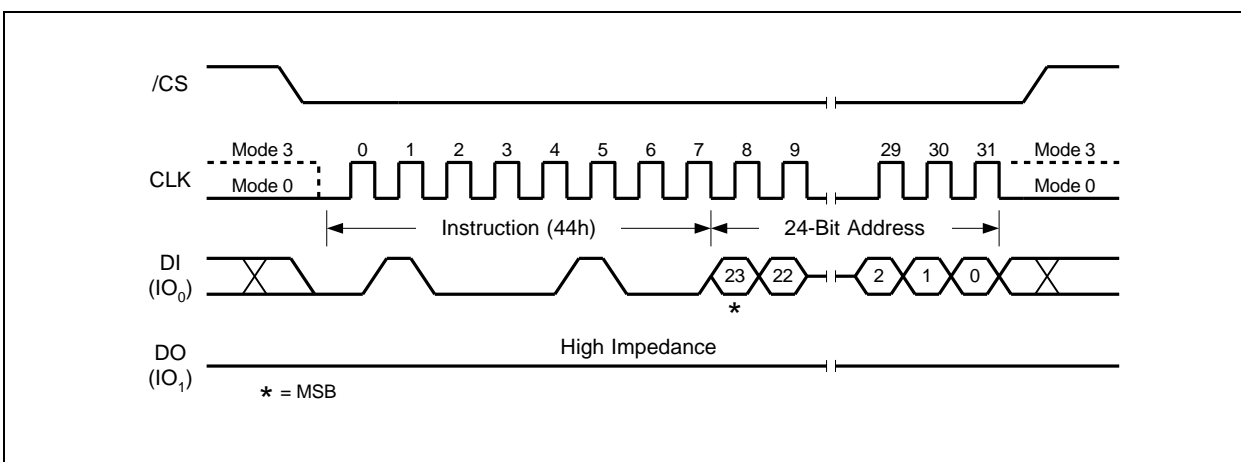 /CS
Mode 3 0 1 2 3 4 5 6 7 8 9 29 30 31 Mode 3
CLK
Mode 0 Mode 0
Instruction (44h) 24-Bit Address
DI
(IO0)
23 22 2 1 0
*
High Impedance
DO
(IO1)
* = MSB